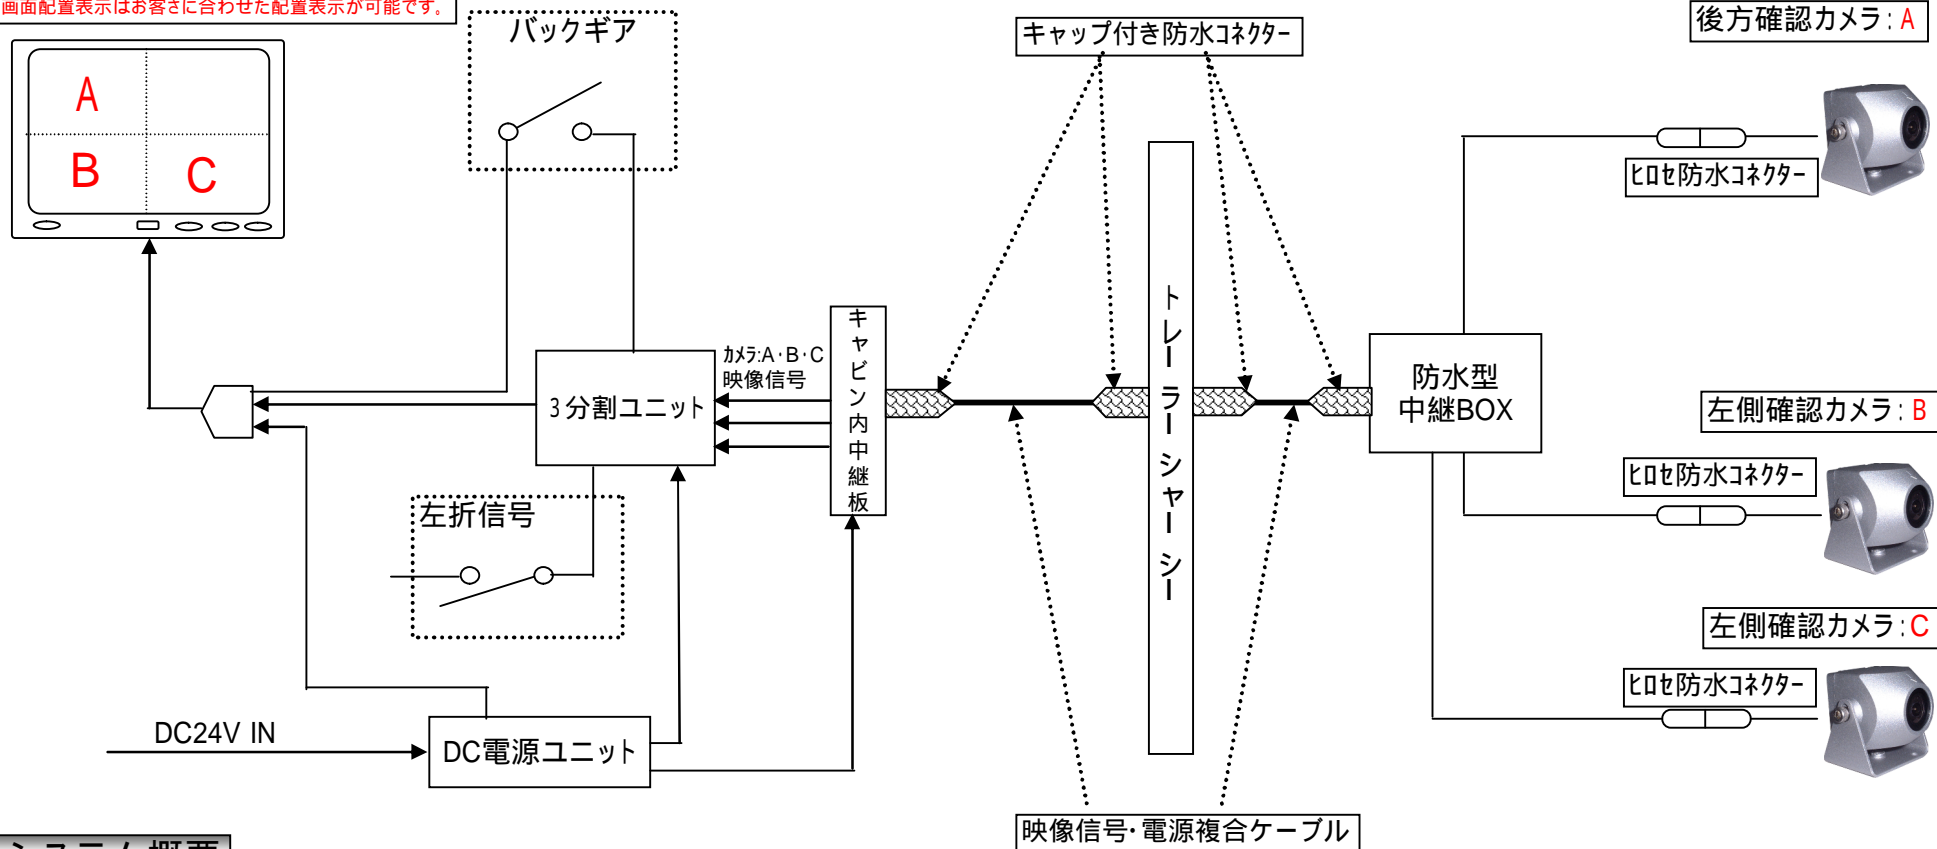 画面配置表示はお客さに合わせた配置表示が可能です。
バックギア
キャップ付き防水ｺﾈｸﾀｰ
後方確認カメラ：A
A
B
C
ﾋﾛｾ防水ｺﾈｸﾀｰ
トレーラーシャーシー
キャビン内中継板
ｶﾒﾗ:A･B･C
映像信号
3分割ユニット
防水型
中継BOX
左側確認カメラ：B
ﾋﾛｾ防水ｺﾈｸﾀｰ
左折信号
左側確認カメラ：C
ﾋﾛｾ防水ｺﾈｸﾀｰ
DC24V IN
DC電源ユニット
映像信号･電源複合ケーブル
システム概要